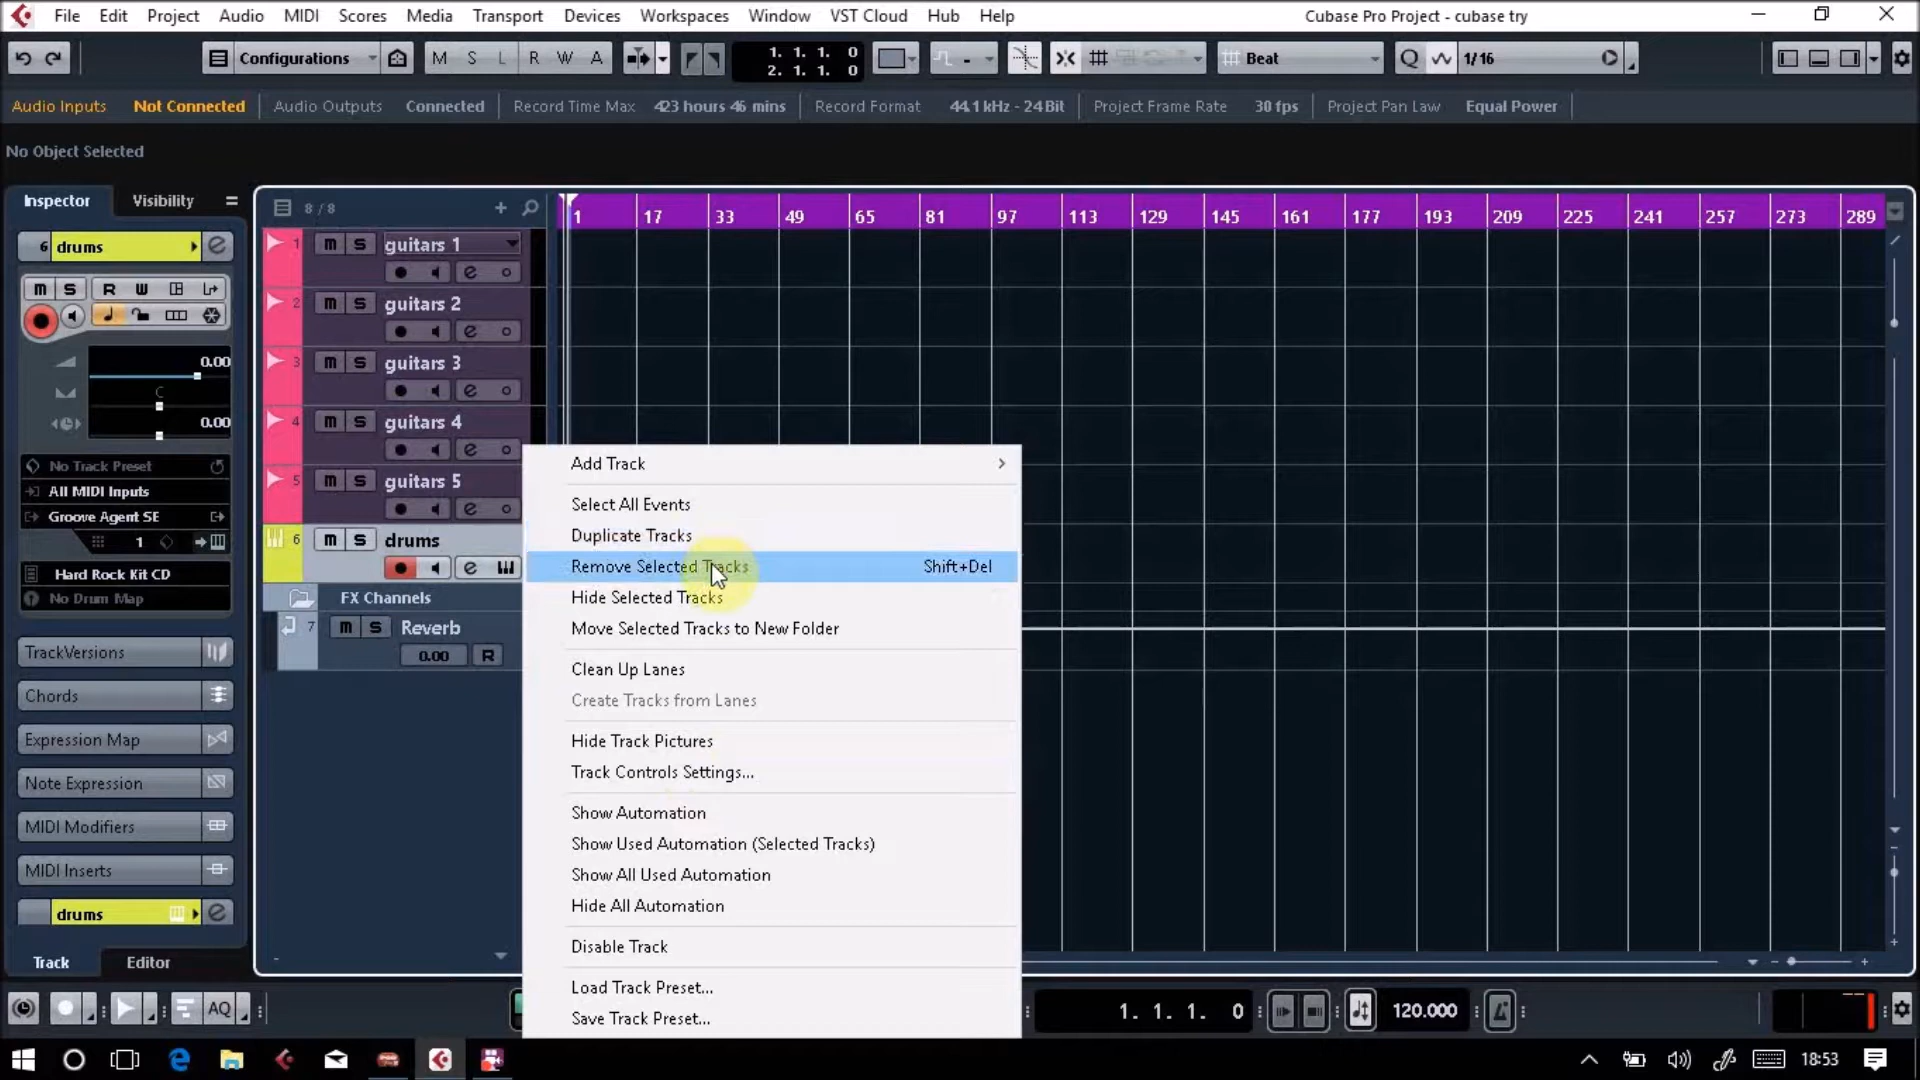 File Edit Project Audio MIDI Scores Media Transport Devices Workspaces Window VST Cloud Hub Help Cubase Pro Project - cubase try
Configurations M S L R W A 1. 1. 1. 0 Beat Q 1/16
2. 1. 1. 0
Audio Inputs Not Connected Audio Outputs Connected Record Time Max 423 hours 46 mins Record Format 44.1 kHz - 24 Bit Project Frame Rate 30 fps Project Pan Law Equal Power
No Object Selected
Inspector Visibility 8 / 8 1 17 33 49 65 81 97 113 129 145 161 177 193 209 225 241 257 273 289
6 drums e
1 m s guitars 1
e
m s R W
2 m s guitars 2
e
3 m s guitars 3
0.00
C
e
4 m s guitars 4
0.00
e
No Track Preset
5 m s guitars 5
All MIDI Inputs
e
Groove Agent SE
1
6 m s drums
e
Hard Rock Kit CD
No Drum Map
FX Channels
7 m s Reverb
0.00 R
TrackVersions
Chords
Expression Map
Note Expression
MIDI Modifiers
MIDI Inserts
drums e
Track Editor
Add Track
Select All Events
Duplicate Tracks
Remove Selected Tracks Shift+Del
Hide Selected Tracks
Move Selected Tracks to New Folder
Clean Up Lanes
Create Tracks from Lanes
Hide Track Pictures
Track Controls Settings...
Show Automation
Show Used Automation (Selected Tracks)
Show All Used Automation
Hide All Automation
Disable Track
Load Track Preset...
Save Track Preset...
AQ 1. 1. 1. 0 120.000
18:53